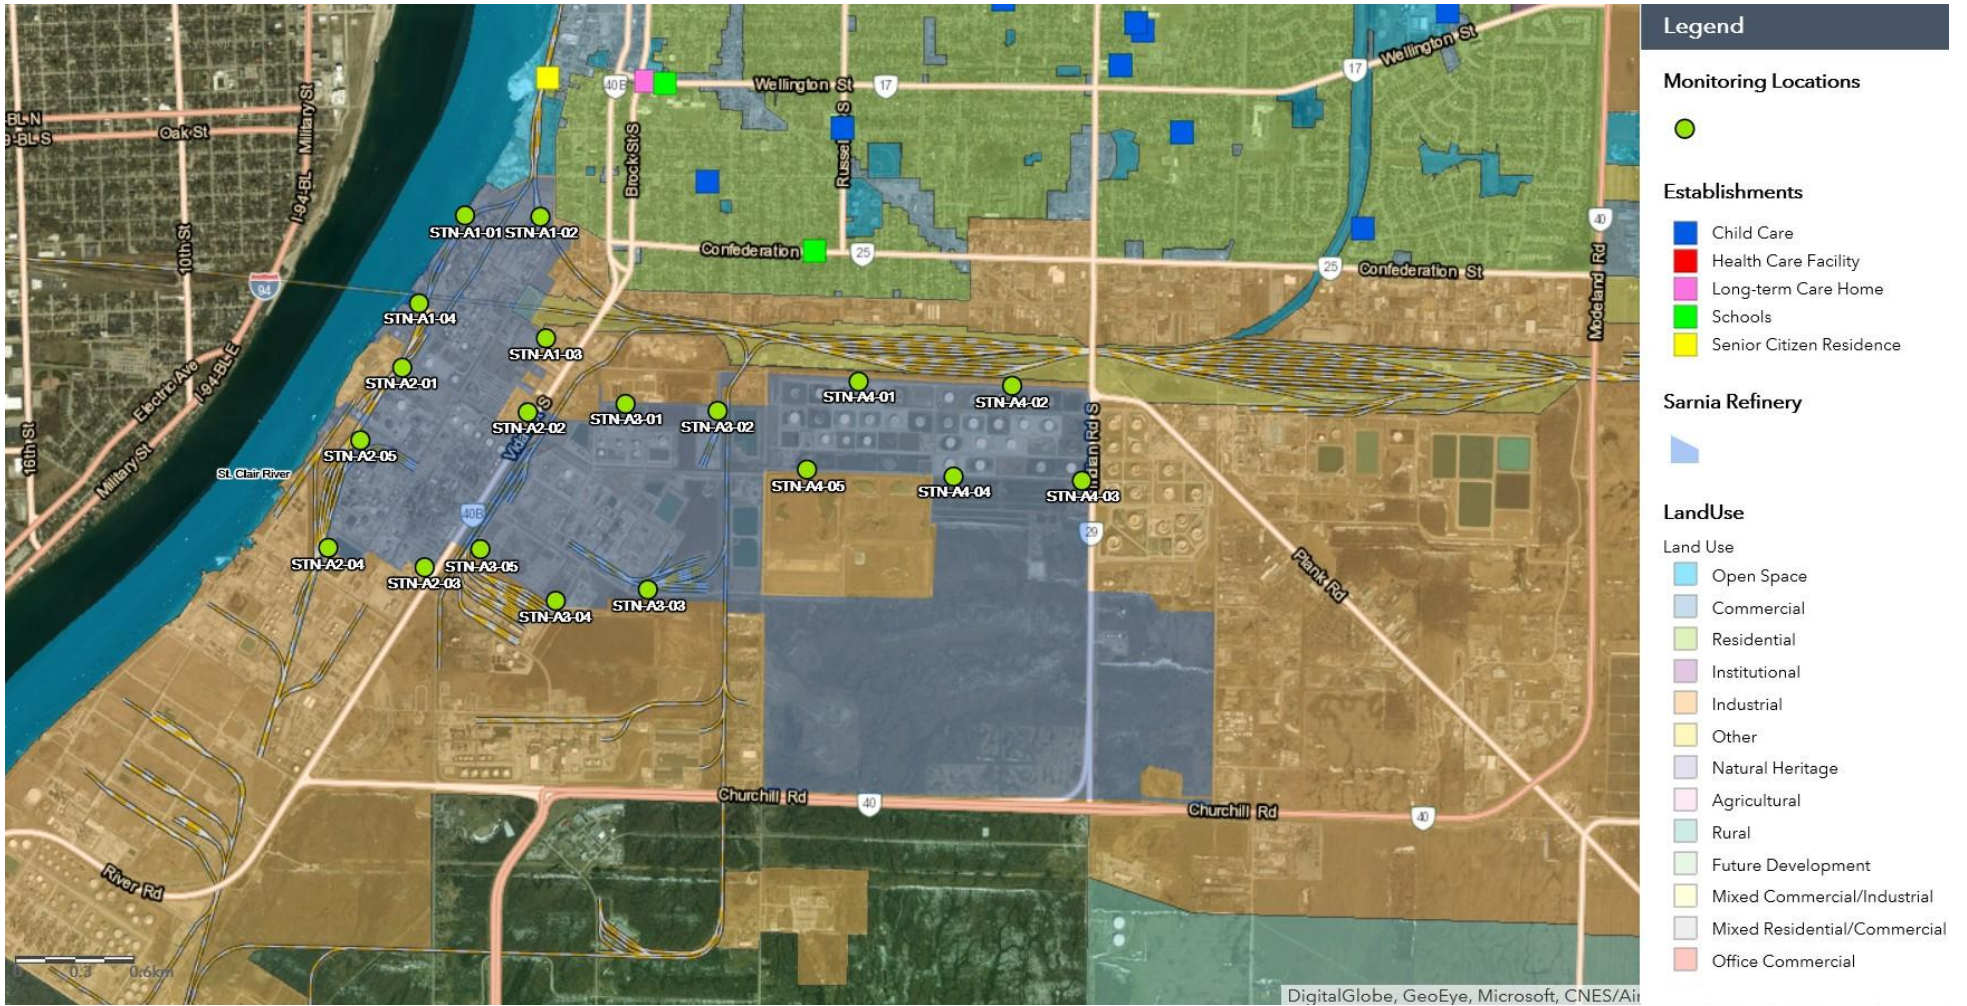 Wellington St
17
Wellington St
17
40B
-BL N
9-BL S
Oak St
Military St
I-94-BL
10th St
Brock St S
Russel
S
STN-A1-01
STN-A1-02
Confederation
25
25
Confederation St
40
Modeland Rd
94
STN-A1-04
STN-A1-03
STN-A2-01
Electric Ave
I-94-BL-E
Military St
16th St
STN-A2-02
STN-A3-01
STN-A3-02
STN-A4-01
STN-A4-02
Indian Rd S
STN-A2-05
St. Clair River
STN-A4-05
STN-A4-04
STN-A4-03
40B
29
STN-A2-04
STN-A2-03
STN-A3-05
STN-A3-04
STN-A3-03
Plank Rd
Churchill Rd
40
Churchill Rd
40
River Rd
0
0.3
0.6km
DigitalGlobe, GeoEye, Microsoft, CNES/Air
Legend
Monitoring Locations
Establishments
Child Care
Health Care Facility
Long-term Care Home
Schools
Senior Citizen Residence
Sarnia Refinery
LandUse
Land Use
Open Space
Commercial
Residential
Institutional
Industrial
Other
Natural Heritage
Agricultural
Rural
Future Development
Mixed Commercial/Industrial
Mixed Residential/Commercial
Office Commercial